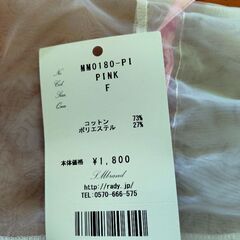 MM0180-PI
No
Col PINK
Size F
Qua
コットン 73%
ポリエステル 27%
本体価格 ¥1,800
http://rady.jp/
TEL:0570-666-575